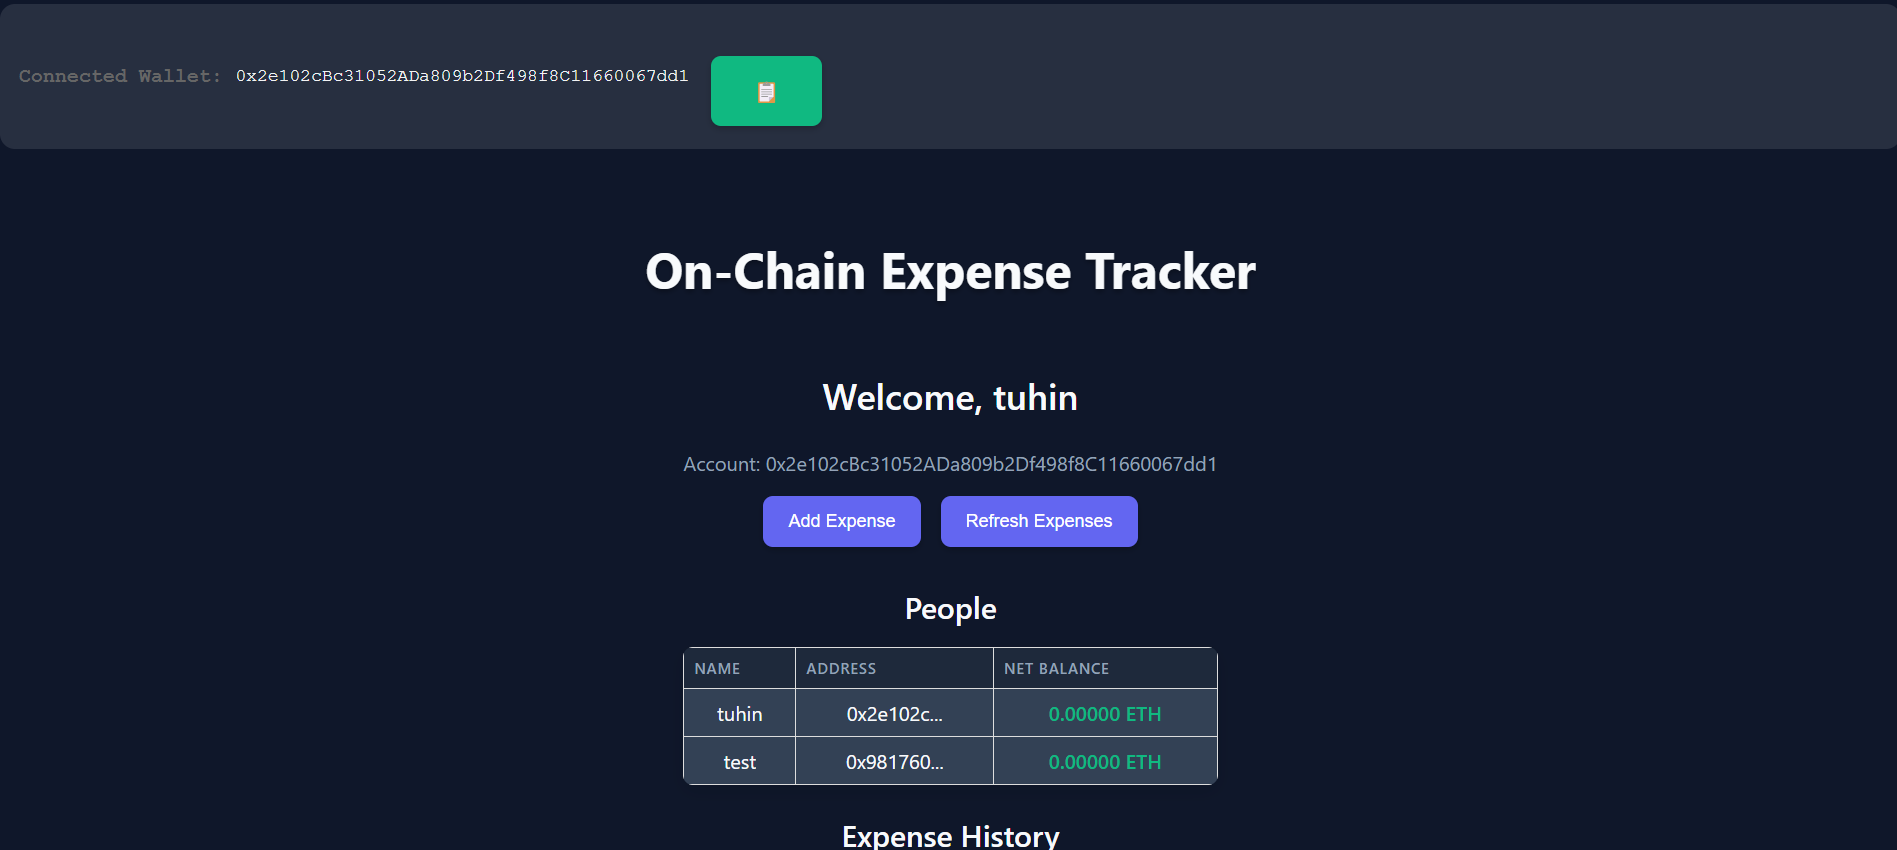 Connected Wallet: 0x2e102cBc31052ADa809b2Df498f8C11660067dd1
On-Chain Expense Tracker
Welcome, tuhin
Account: 0x2e102cBc31052ADa809b2Df498f8C11660067dd1
Add Expense Refresh Expenses
People
NAME ADDRESS NET BALANCE
tuhin 0x2e102c... 0.00000 ETH
test 0x981760... 0.00000 ETH
Expense History